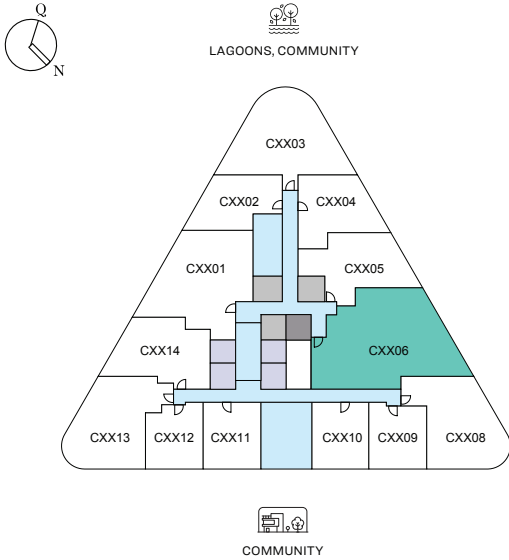 Q
N
LAGOONS, COMMUNITY
CXX03
CXX02
CXX04
CXX01
CXX05
CXX14
CXX06
CXX13
CXX12
CXX11
CXX10
CXX09
CXX08
COMMUNITY